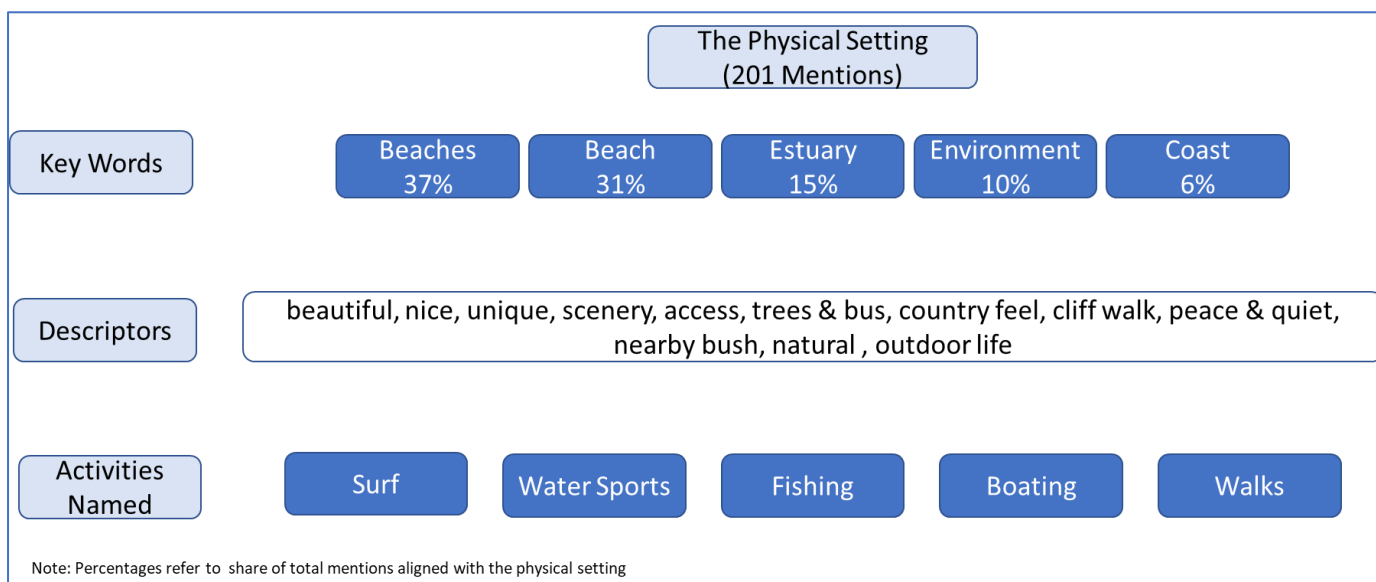 The Physical Setting
(201 Mentions)
Key Words
Beaches
37%
Beach
31%
Estuary
15%
Environment
10%
Coast
6%
Descriptors
beautiful, nice, unique, scenery, access, trees & bus, country feel, cliff walk, peace & quiet,
nearby bush, natural , outdoor life
Activities
Named
Surf
Water Sports
Fishing
Boating
Walks
Note: Percentages refer to share of total mentions aligned with the physical setting